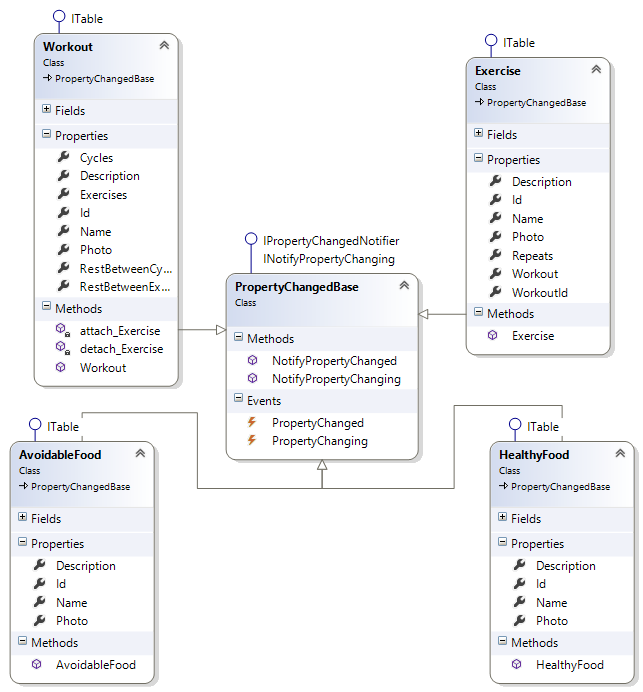 ITable
Workout
Class
PropertyChangedBase
Fields
Properties
Cycles
Description
Exercises
Id
Name
Photo
RestBetweenCy...
RestBetweenEx...
Methods
attach_Exercise
detach_Exercise
Workout
ITable
Exercise
Class
PropertyChangedBase
Fields
Properties
Description
Id
Name
Photo
Repeats
Workout
WorkoutId
Methods
Exercise
IPropertyChangedNotifier
INotifyPropertyChanging
PropertyChangedBase
Class
Methods
NotifyPropertyChanged
NotifyPropertyChanging
Events
PropertyChanged
PropertyChanging
ITable
AvoidableFood
Class
PropertyChangedBase
Fields
Properties
Description
Id
Name
Photo
Methods
AvoidableFood
ITable
HealthyFood
Class
PropertyChangedBase
Fields
Properties
Description
Id
Name
Photo
Methods
HealthyFood